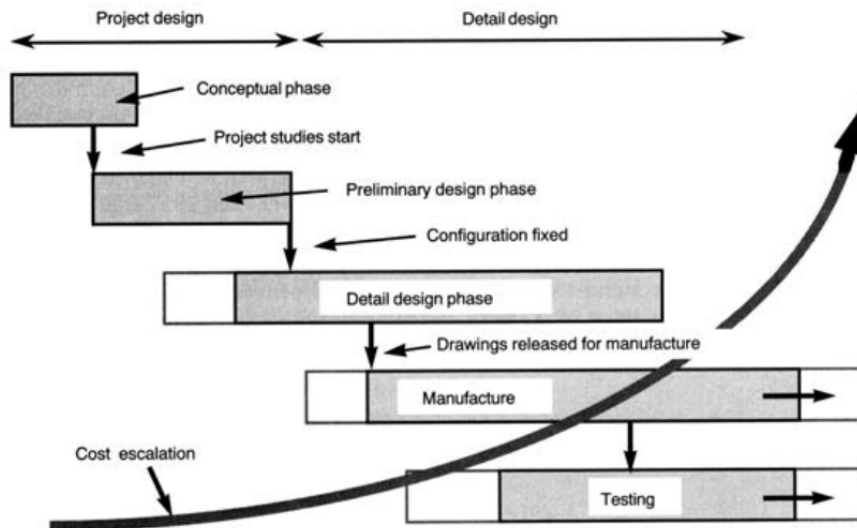 Project design
Detail design
Conceptual phase
Project studies start
Preliminary design phase
Configuration fixed
Detail design phase
Drawings released for manufacture
Manufacture
Cost escalation
Testing